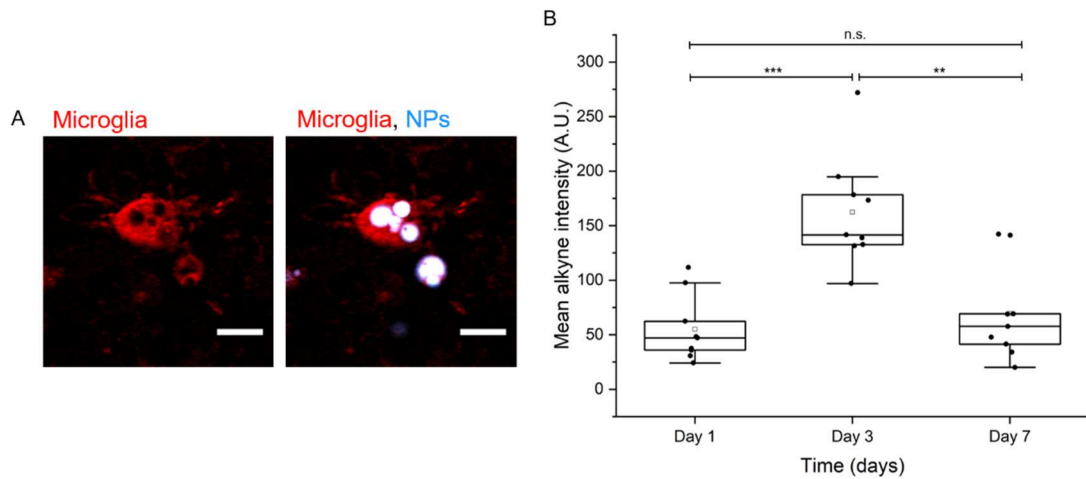 A
Microglia
Microglia, NPs
B
n.s.
***
**
Mean alkyne intensity (A.U.)
300
250
200
150
100
50
0
Day 1
Day 3
Day 7
Time (days)